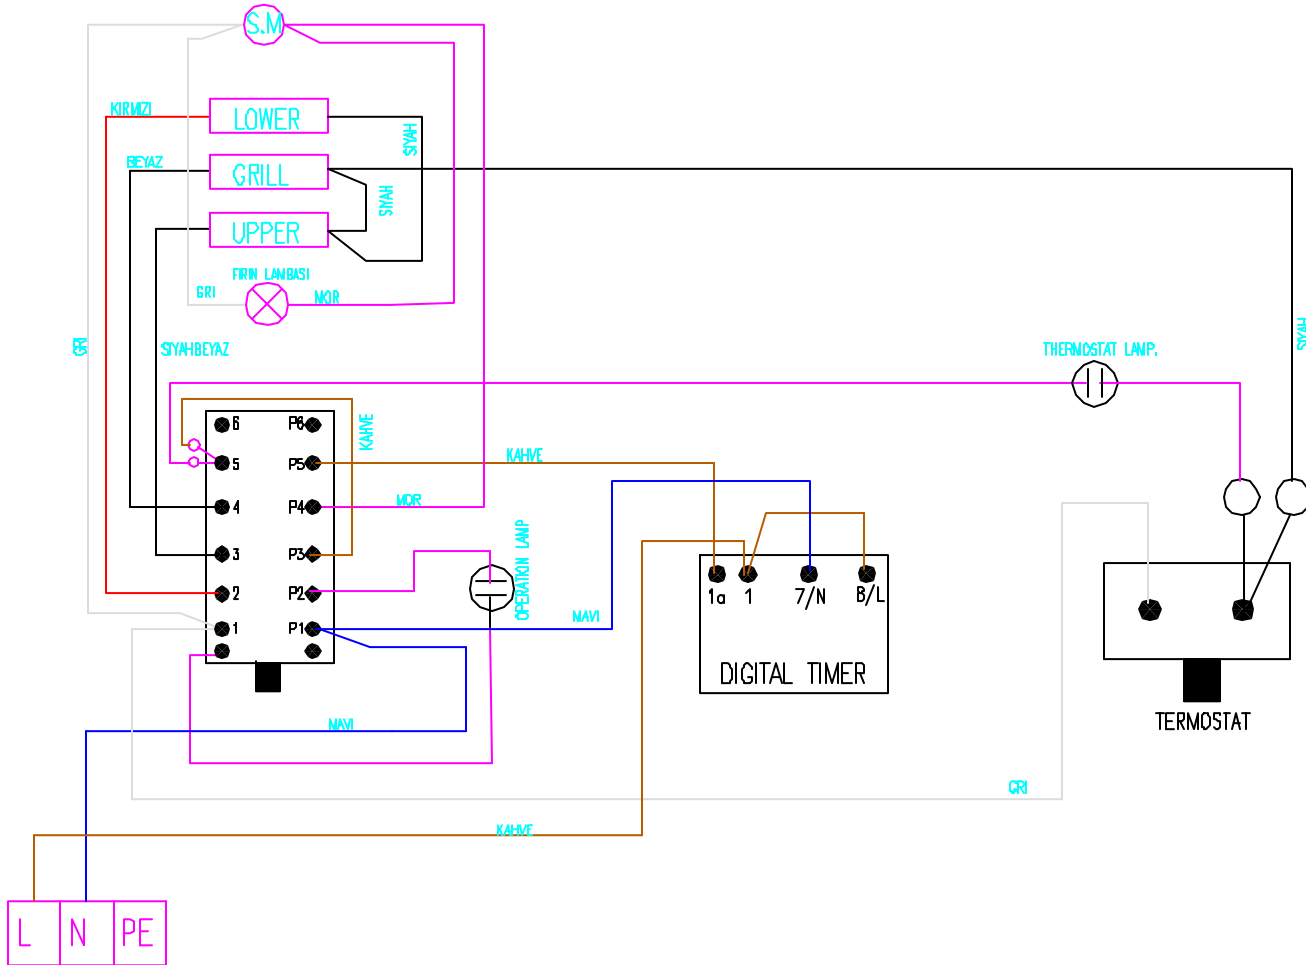 S.M
KIRMIZI
LOWER
SIYAH
BEYAZ
GRILL
SIYAH
UPPER
FIRIN LAMBASI
GRI
MOR
GRI
SIYAHBEYAZ
THERMOSTAT LAMP.
SIYAH
6 P6
KAHVE
5 P5
KAHVE
4 P4
MOR
3 P3
OPERATION LAMP
2 P2
1a 1 7/N B/L
1 P1
MAVI
DIGITAL TIMER
TERMOSTAT
MAVI
GRI
KAHVE
L N PE